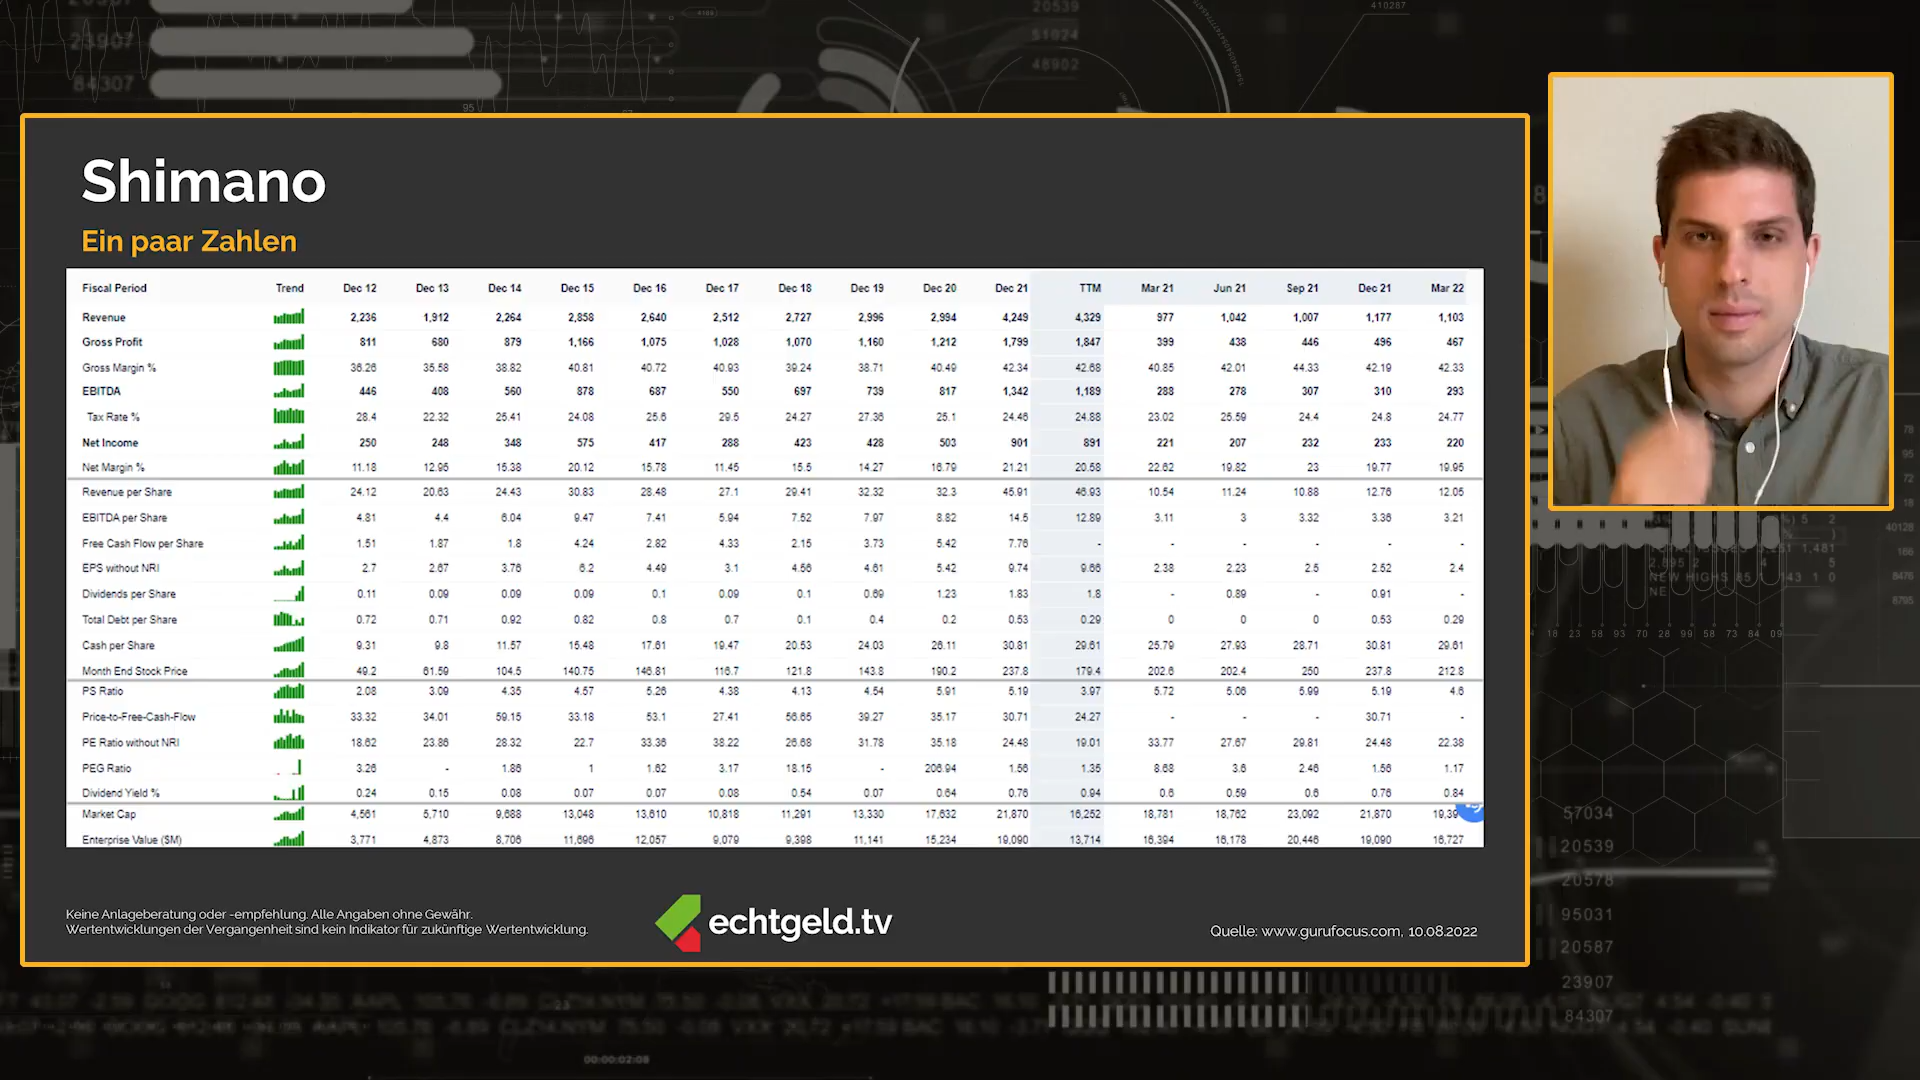 Shimano
Ein paar Zahlen
Fiscal Period Trend Dec 12 Dec 13 Dec 14 Dec 15 Dec 16 Dec 17 Dec 18 Dec 19 Dec 20 Dec 21 TTM Mar 21 Jun 21 Sep 21 Dec 21 Mar 22
Revenue 2,236 1,912 2,264 2,858 2,640 2,512 2,727 2,996 2,994 4,249 4,329 977 1,042 1,007 1,177 1,103
Gross Profit 811 680 879 1,166 1,075 1,028 1,070 1,160 1,212 1,799 1,847 399 438 446 496 467
Gross Margin % 36.26 35.58 38.82 40.81 40.72 40.93 39.24 38.71 40.49 42.34 42.68 40.85 42.01 44.33 42.19 42.33
EBITDA 446 408 560 878 687 550 697 739 817 1,342 1,189 288 278 307 310 293
Tax Rate % 28.4 22.32 25.41 24.08 25.6 29.5 24.27 27.36 25.1 24.46 24.88 23.02 25.59 24.4 24.8 24.77
Net Income 250 248 348 575 417 288 423 428 503 901 891 221 207 232 233 220
Net Margin % 11.18 12.95 15.38 20.12 15.78 11.45 15.5 14.27 16.79 21.21 20.58 22.62 19.82 23 19.77 19.95
Revenue per Share 24.12 20.63 24.43 30.83 28.48 27.1 29.41 32.32 32.3 45.91 46.93 10.54 11.24 10.88 12.76 12.05
EBITDA per Share 4.81 4.4 6.04 9.47 7.41 5.94 7.52 7.97 8.82 14.5 12.89 3.11 3 3.32 3.36 3.21
Free Cash Flow per Share 1.51 1.87 1.8 4.24 2.82 4.33 2.15 3.73 5.42 7.76 - - - - - -
EPS without NRI 2.7 2.67 3.76 6.2 4.49 3.1 4.56 4.61 5.42 9.74 9.66 2.38 2.23 2.5 2.52 2.4
Dividends per Share 0.11 0.09 0.09 0.09 0.1 0.09 0.1 0.69 1.23 1.83 1.8 - 0.89 - 0.91 -
Total Debt per Share 0.72 0.71 0.92 0.82 0.8 0.7 0.1 0.4 0.2 0.53 0.29 0 0 0 0.53 0.29
Cash per Share 9.31 9.8 11.57 15.48 17.61 19.47 20.53 24.03 26.11 30.81 29.61 25.79 27.93 28.71 30.81 29.61
Month End Stock Price 49.2 61.59 104.5 140.75 146.81 116.7 121.8 143.8 190.2 237.8 179.4 202.6 202.4 250 237.8 212.8
PS Ratio 2.08 3.09 4.35 4.67 5.26 4.38 4.13 4.54 5.91 5.19 3.97 5.72 5.06 5.99 5.19 4.6
Price-to-Free-Cash-Flow 33.32 34.01 59.15 33.18 53.1 27.41 56.65 39.27 35.17 30.71 24.27 - - - 30.71 -
PE Ratio without NRI 18.62 23.86 28.32 22.7 33.36 38.22 26.68 31.78 35.18 24.48 19.01 33.77 27.67 29.81 24.48 22.38
PEG Ratio 3.26 - 1.86 1 1.62 3.17 18.15 - 206.94 1.56 1.35 8.68 3.6 2.46 1.56 1.17
Dividend Yield % 0.24 0.15 0.08 0.07 0.07 0.08 0.54 0.07 0.64 0.76 0.94 0.6 0.59 0.6 0.76 0.84
Market Cap 4,561 5,710 9,688 13,048 13,610 10,818 11,291 13,330 17,632 21,870 16,252 18,781 18,762 23,092 21,870
Enterprise Value ($M) 3,771 4,873 8,706 11,696 12,057 9,079 9,398 11,141 15,234 19,090 13,714 16,394 16,178 20,446 19,090 16,727
Keine Anlageberatung oder -empfehlung. Alle Angaben ohne Gewähr.
Wertentwicklungen der Vergangenheit sind kein Indikator für zukünftige Wertentwicklung.
echtgeld.tv
Quelle: www.gurufocus.com, 10.08.2022
23907
84307
20539
51924
48902
410287
57034
20539
20578
95031
20587
23907
84307
00:00:02:08